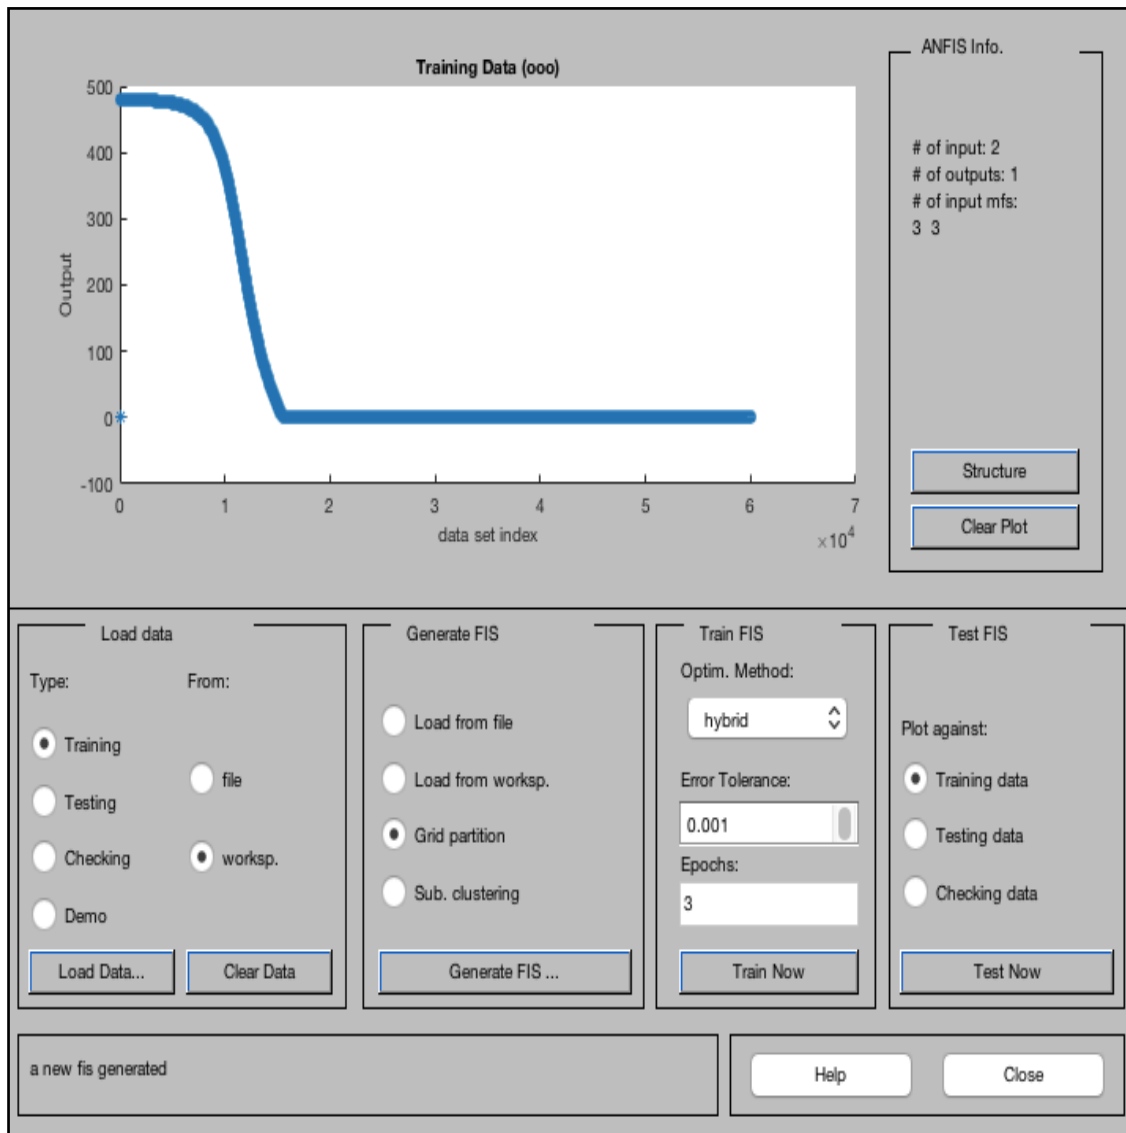 Training Data (ooo)
500
400
300
200
100
0
-100
Output
0 1 2 3 4 5 6 7
data set index
×10^4
ANFIS Info.
# of input: 2
# of outputs: 1
# of input mfs:
3 3
Structure
Clear Plot
Load data
Type: From:
Training
file
Testing
Checking
worksp.
Demo
Load Data...
Clear Data
Generate FIS
Load from file
Load from worksp.
Grid partition
Sub. clustering
Generate FIS ...
Train FIS
Optim. Method:
hybrid
Error Tolerance:
0.001
Epochs:
3
Train Now
Test FIS
Plot against:
Training data
Testing data
Checking data
Test Now
a new fis generated
Help
Close